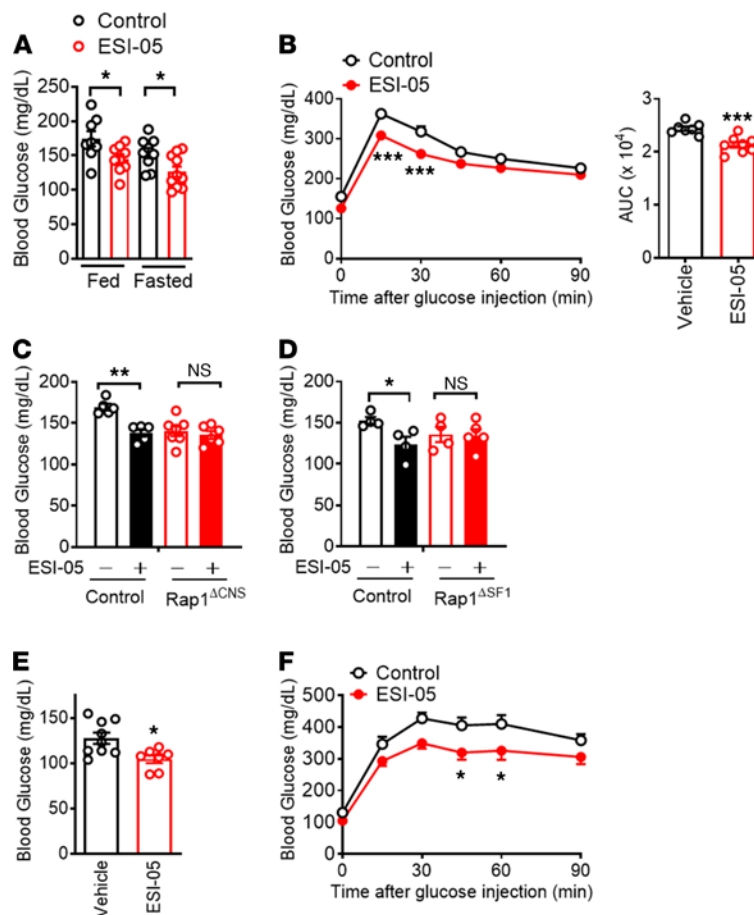 A
Control
ESI-05
Blood Glucose (mg/dL)
250
200
150
100
50
0
*
*
Fed
Fasted
B
Control
ESI-05
Blood Glucose (mg/dL)
400
300
200
100
0
***
***
0
30
60
90
Time after glucose injection (min)
AUC (x 10⁴)
3
2
1
0
***
Vehicle
ESI-05
C
Blood Glucose (mg/dL)
200
150
100
50
0
**
NS
ESI-05 – + – +
Control
Rap1^ΔCNS
D
Blood Glucose (mg/dL)
200
150
100
50
0
*
NS
ESI-05 – + – +
Control
Rap1^ΔSF1
E
Blood Glucose (mg/dL)
150
100
50
0
*
Vehicle
ESI-05
F
Control
ESI-05
Blood Glucose (mg/dL)
500
400
300
200
100
0
*
*
0
30
60
90
Time after glucose injection (min)